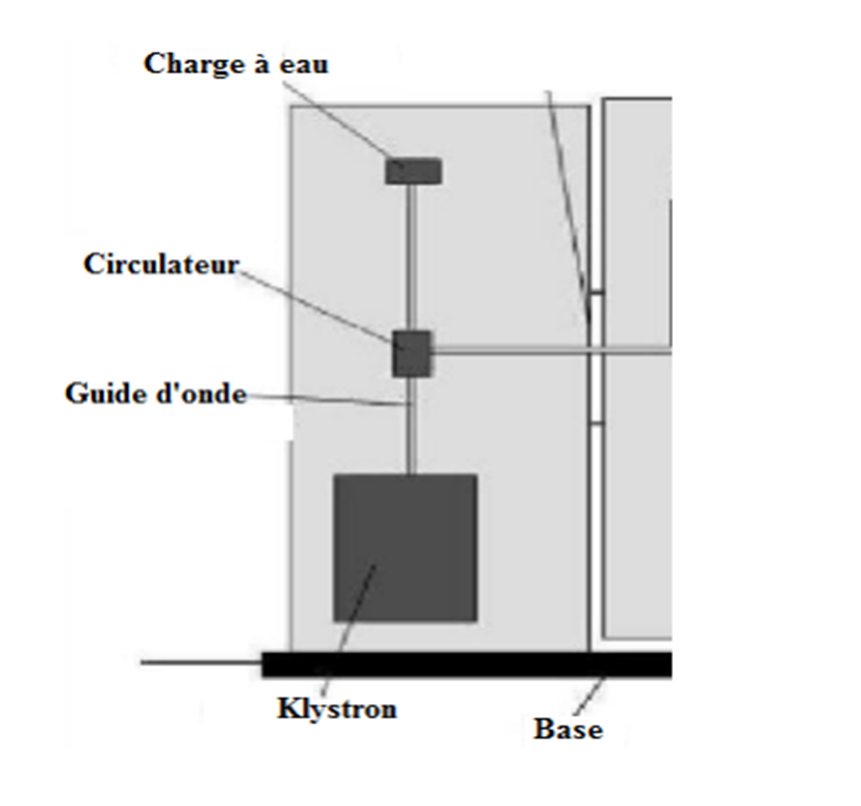 Charge à eau
Circulateur
Guide d'onde
Klystron
Base